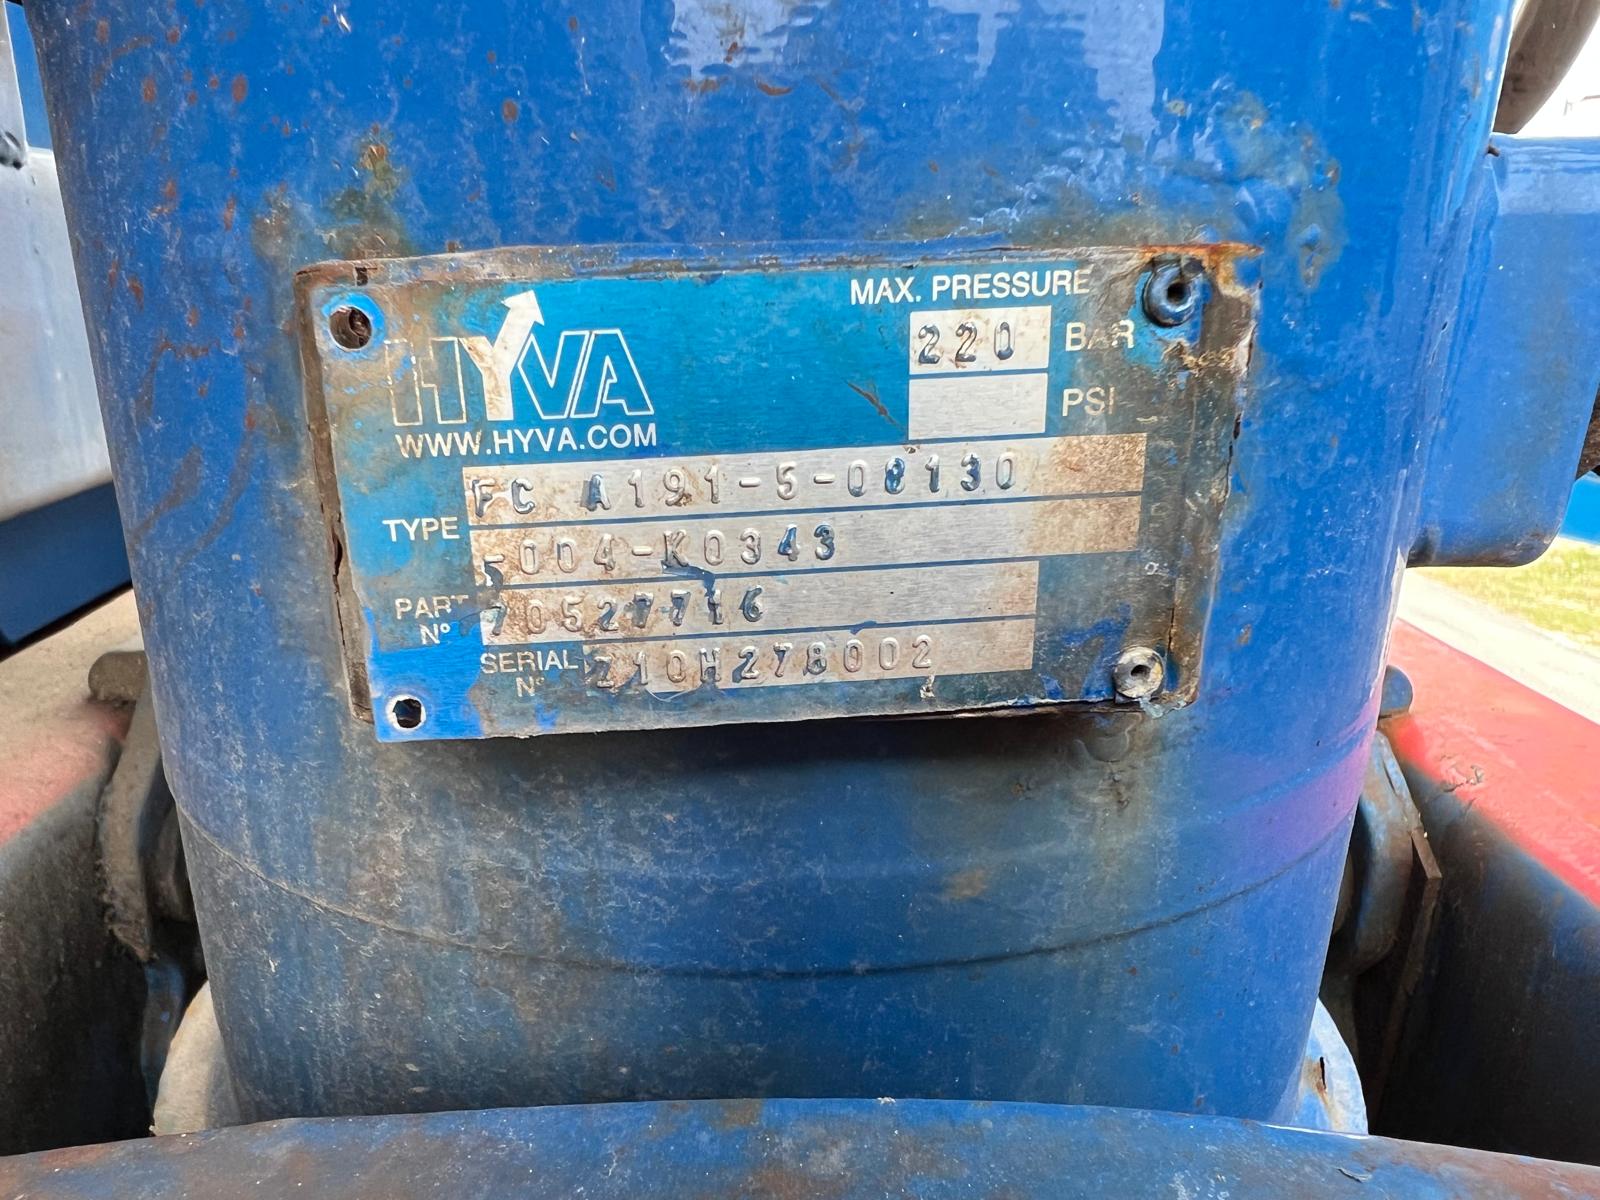 MAX. PRESSURE
HYVA
220 BAR
PSI
WWW.HYVA.COM
TYPE FC A191-5-08130
-004-K0343
PART N° 70527716
SERIAL N° Z10H278002